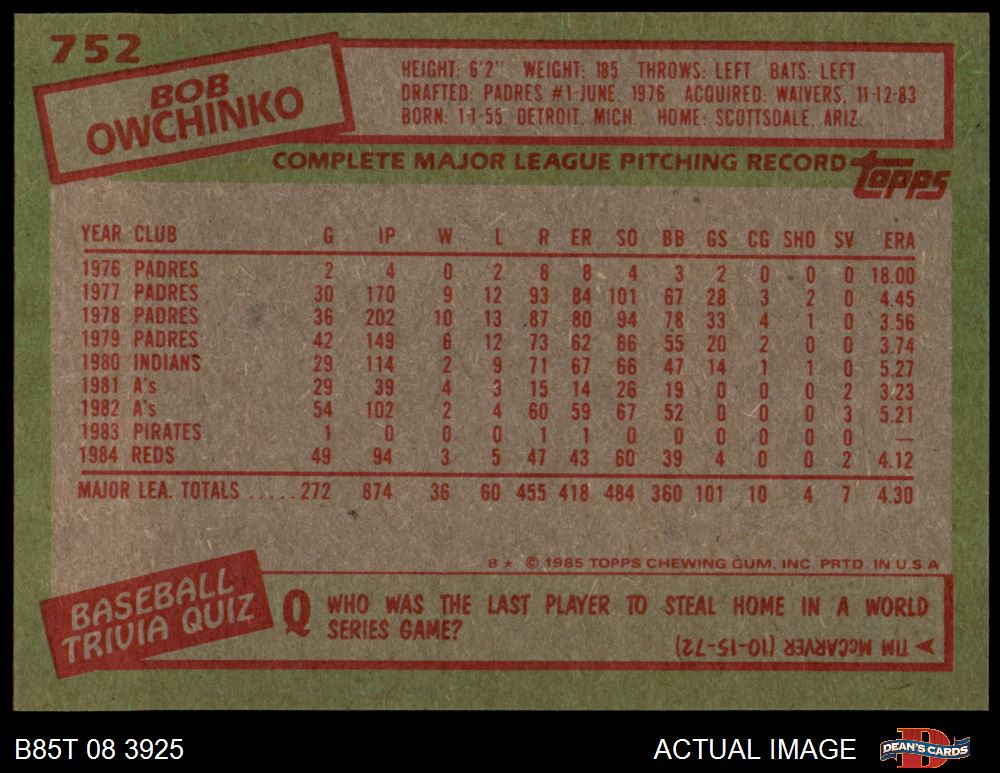 752
BOB
OWCHINKO
HEIGHT: 6'2" WEIGHT: 185 THROWS: LEFT BATS: LEFT
DRAFTED: PADRES #1-JUNE, 1976 ACQUIRED: WAIVERS, 11-12-83
BORN: 1-1-55, DETROIT, MICH. HOME: SCOTTSDALE, ARIZ.
COMPLETE MAJOR LEAGUE PITCHING RECORD
topps
YEAR CLUB G IP W L R ER SO BB GS CG SHO SV ERA
1976 PADRES 2 4 0 2 8 8 4 3 2 0 0 0 18.00
1977 PADRES 30 170 9 12 93 84 101 67 28 3 2 0 4.45
1978 PADRES 36 202 10 13 87 80 94 78 33 4 1 0 3.56
1979 PADRES 42 149 6 12 73 62 66 55 20 2 0 0 3.74
1980 INDIANS 29 114 2 9 71 67 66 47 14 1 1 0 5.27
1981 A's 29 39 4 3 15 14 26 19 0 0 0 2 3.23
1982 A's 54 102 2 4 60 59 67 52 0 0 0 3 5.21
1983 PIRATES 1 0 0 0 1 1 0 0 0 0 0 0 —
1984 REDS 49 94 3 5 47 43 60 39 4 0 0 2 4.12
MAJOR LEA. TOTALS ..... 272 874 36 60 455 418 484 360 101 10 4 7 4.30
B★ © 1985 TOPPS CHEWING GUM, INC. PRTD. IN U.S.A
BASEBALL
TRIVIA QUIZ
Q WHO WAS THE LAST PLAYER TO STEAL HOME IN A WORLD
SERIES GAME?
TIM McCARVER (10-15-72)
B85T 08 3925
ACTUAL IMAGE
B
DEAN'S CARDS